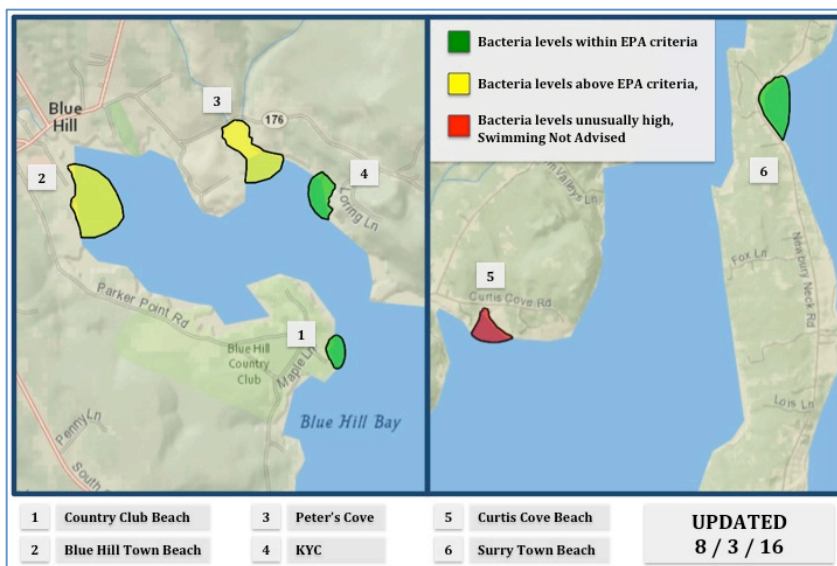 Bacteria levels within EPA criteria
Bacteria levels above EPA criteria,
Bacteria levels unusually high,
Swimming Not Advised
Blue
Hill
3
176
2
4
Loring Ln
Parker Point Rd
1
Blue Hill
Country
Club
Maple Ln
Blue Hill Bay
Penny Ln
South
6
Valleys Ln
5
Curtis Cove Rd
Fox Ln
Newbury Neck Rd
Lois Ln
1 Country Club Beach
3 Peter's Cove
5 Curtis Cove Beach
2 Blue Hill Town Beach
4 KYC
6 Surry Town Beach
UPDATED
8 / 3 / 16